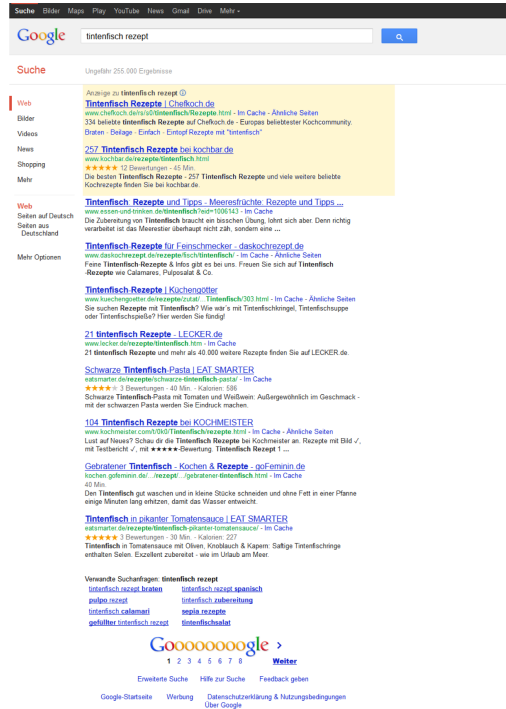 Suche Bilder Maps Play YouTube News Gmail Drive Mehr
Google
tintenfisch rezept
Suche
Ungefähr 255 000 Ergebnisse
Web
Bilder
Videos
News
Shopping
Mehr
Web
Seiten auf Deutsch
Seiten aus
Deutschland
Mehr Optionen
Anzeige zu tintenfisch rezept
Tintenfisch Rezepte | Chefkoch.de
www.chefkoch.de/rs/s0/tintenfisch/Rezepte.html - Im Cache - Ähnliche Seiten
334 beliebte tintenfisch Rezepte auf Chefkoch.de - Europas beliebtester Kochcommunity.
Braten - Beilage - Einfach - Eintopf Rezepte mit "tintenfisch"
257 Tintenfisch Rezepte bei kochbar.de
www.kochbar.de/rezepte/tintenfisch.html
★★★★★ 12 Bewertungen - 45 Min.
Die besten Tintenfisch Rezepte - 257 Tintenfisch Rezepte und viele weitere beliebte
Kochrezepte finden Sie bei kochbar.de.
Tintenfisch: Rezepte und Tipps - Meeresfrüchte: Rezepte und Tipps ...
www.essen-und-trinken.de/tintenfisch?eid=1006143 - Im Cache
Die Zubereitung von Tintenfisch braucht ein bisschen Übung, lohnt sich aber. Denn richtig
verarbeitet ist das Meerestier überhaupt nicht zäh, sondern eine ...
Tintenfisch-Rezepte für Feinschmecker - daskochrezept.de
www.daskochrezept.de/rezepte/fisch/tintenfisch/ - Im Cache - Ähnliche Seiten
Feine Tintenfisch-Rezepte & Infos gibt es bei uns. Freuen Sie sich auf Tintenfisch
-Rezepte wie Calamares, Pulposalat & Co.
Tintenfisch-Rezepte | Küchengötter
www.kuechengoetter.de/rezepte/zutat/...Tintenfisch/303.html - Im Cache - Ähnliche Seiten
Sie suchen Rezepte mit Tintenfisch? Wie wär's mit Tintenfischkringel, Tintenfischsuppe
oder Tintenfischspieße? Hier werden Sie fündig!
21 tintenfisch Rezepte - LECKER.de
www.lecker.de/rezepte/tintenfisch.htm - Im Cache
21 tintenfisch Rezepte und mehr als 40.000 weitere Rezepte finden Sie auf LECKER.de.
Schwarze Tintenfisch-Pasta | EAT SMARTER
eatsmarter.de/rezepte/schwarze-tintenfisch-pasta/ - Im Cache
★★★★★ 3 Bewertungen - 40 Min. - Kalorien: 586
Schwarze Tintenfisch-Pasta mit Tomaten und Weißwein: Außergewöhnlich im Geschmack -
mit der schwarzen Pasta werden Sie Eindruck machen.
104 Tintenfisch Rezepte bei KOCHMEISTER
www.kochmeister.com/t/0k0/Tintenfisch/rezepte.html - Im Cache - Ähnliche Seiten
Lust auf Neues? Schau dir die Tintenfisch Rezepte bei Kochmeister an. Rezepte mit Bild √,
mit Testbericht √, mit ★★★★★-Bewertung. Tintenfisch Rezept 1 ...
Gebratener Tintenfisch - Kochen & Rezepte - goFeminin.de
kochen.gofeminin.de/.../rezept/.../gebratener-tintenfisch.html - Im Cache
40 Min
Den Tintenfisch gut waschen und in kleine Stücke schneiden und ohne Fett in einer Pfanne
einige Minuten lang erhitzen, damit das Wasser entweicht.
Tintenfisch in pikanter Tomatensauce | EAT SMARTER
eatsmarter.de/rezepte/tintenfisch-pikanter-tomatensauce/ - Im Cache
★★★★★ 3 Bewertungen - 30 Min. - Kalorien: 227
Tintenfisch in Tomatensauce mit Oliven, Knoblauch & Kapern: Saftige Tintenfischringe
enthalten Selen. Exzellent zubereitet - wie im Urlaub am Meer.
Verwandte Suchanfragen: tintenfisch rezept
tintenfisch rezept braten tintenfisch rezept spanisch
pulpo rezept tintenfisch zubereitung
tintenfisch calamari sepia rezepte
gefüllter tintenfisch rezept tintenfischsalat
Goooooooogle >
1 2 3 4 5 6 7 8 Weiter
Erweiterte Suche Hilfe zur Suche Feedback geben
Google-Startseite Werbung Datenschutzerklärung & Nutzungsbedingungen
Über Google